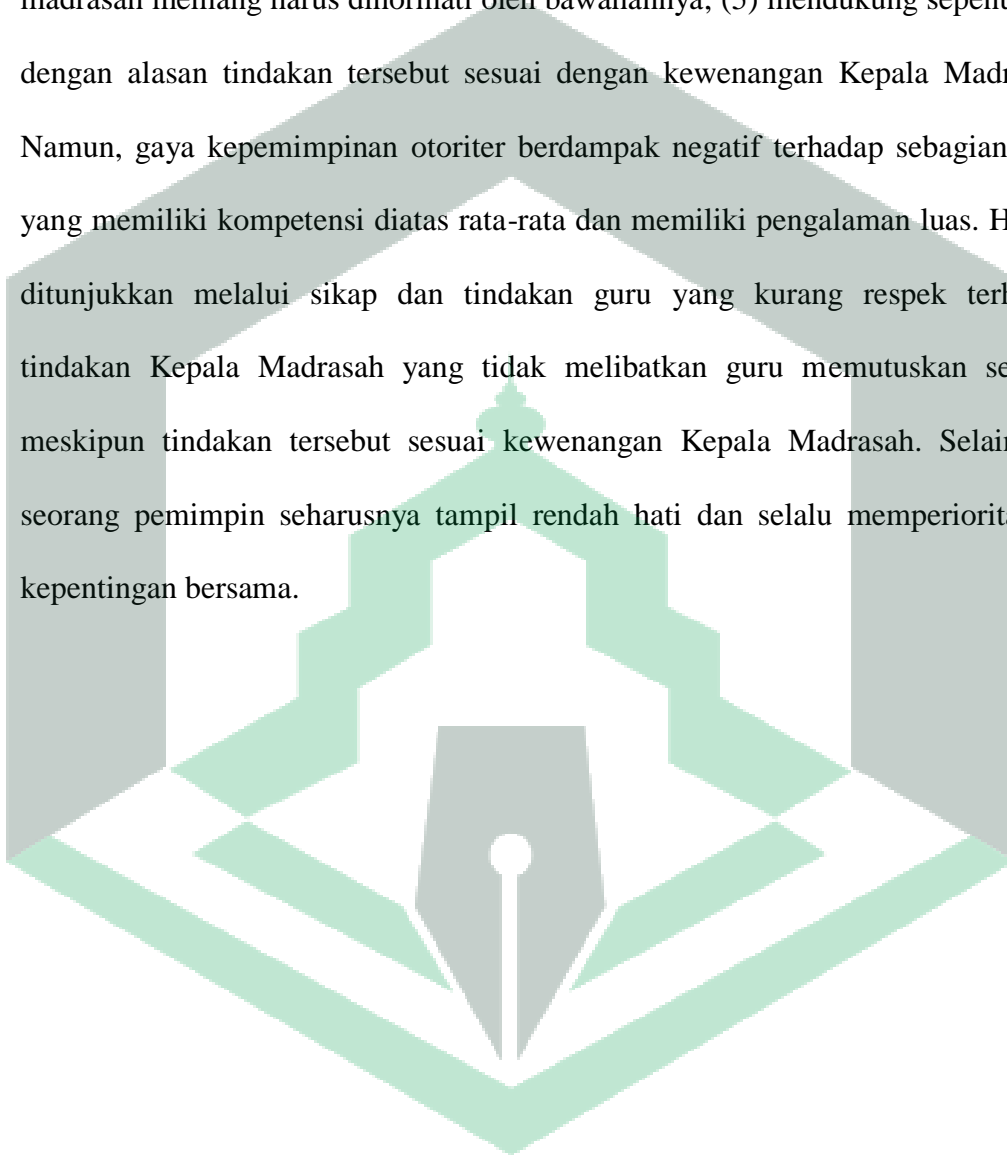 madrasah memang harus dihormati oleh bawahannya; (5) mendukung
dengan alasan tindakan tersebut sesuai dengan kewenangan Kepala
Namun, gaya kepemimpinan otoriter berdampak negatif terhadap sebagian
yang memiliki kompetensi diatas rata-rata dan memiliki pengalaman luas.
ditunjukkan melalui sikap dan tindakan guru yang kurang respek
tindakan Kepala Madrasah yang tidak melibatkan guru memutuskan
meskipun tindakan tersebut sesuai kewenangan Kepala Madrasah.
seorang pemimpin seharusnya tampil rendah hati dan selalu
kepentingan bersama.